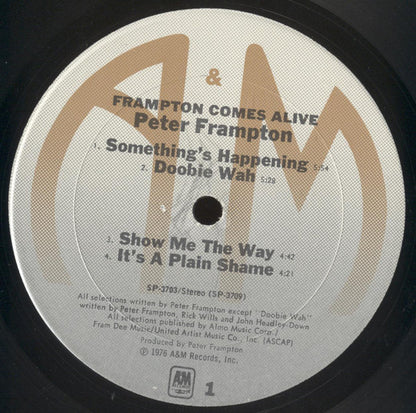 A&M
FRAMPTON COMES ALIVE
Peter Frampton
1. Something's Happening 5:54
2. Doobie Wah 5:28
3. Show Me The Way 4:42
4. It's A Plain Shame 4:21
SP-3703/Stereo (SP-3709)
All selections written by Peter Frampton except "Doobie Wah"
written by Peter Frampton, Rick Wills and John Headley-Down
All selections published by Almo Music Corp./
Fram Dee Music/United Artist Music Co., Inc. (ASCAP)
Produced by Peter Frampton
℗ 1976 A&M Records, Inc.
A&M
1